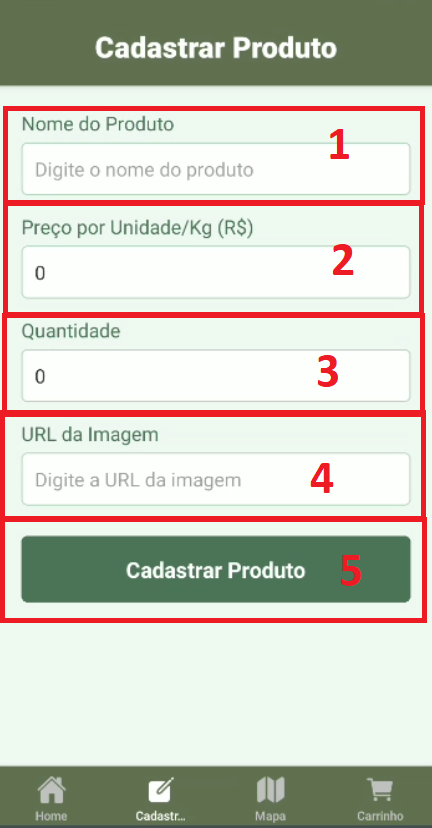 Cadastrar Produto
Nome do Produto
1
Digite o nome do produto
Preço por Unidade/Kg (R$)
2
0
Quantidade
3
0
URL da Imagem
4
Digite a URL da imagem
Cadastrar Produto 5
Home Cadastr... Mapa Carrinho